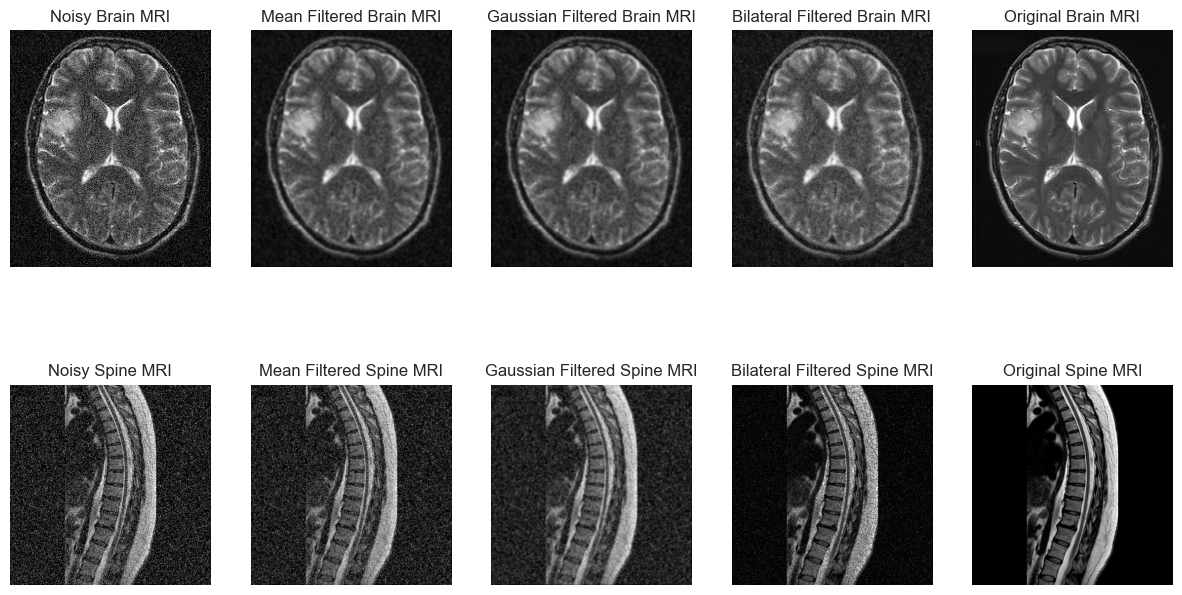 Noisy Brain MRI
Mean Filtered Brain MRI
Gaussian Filtered Brain MRI
Bilateral Filtered Brain MRI
Original Brain MRI
Noisy Spine MRI
Mean Filtered Spine MRI
Gaussian Filtered Spine MRI
Bilateral Filtered Spine MRI
Original Spine MRI